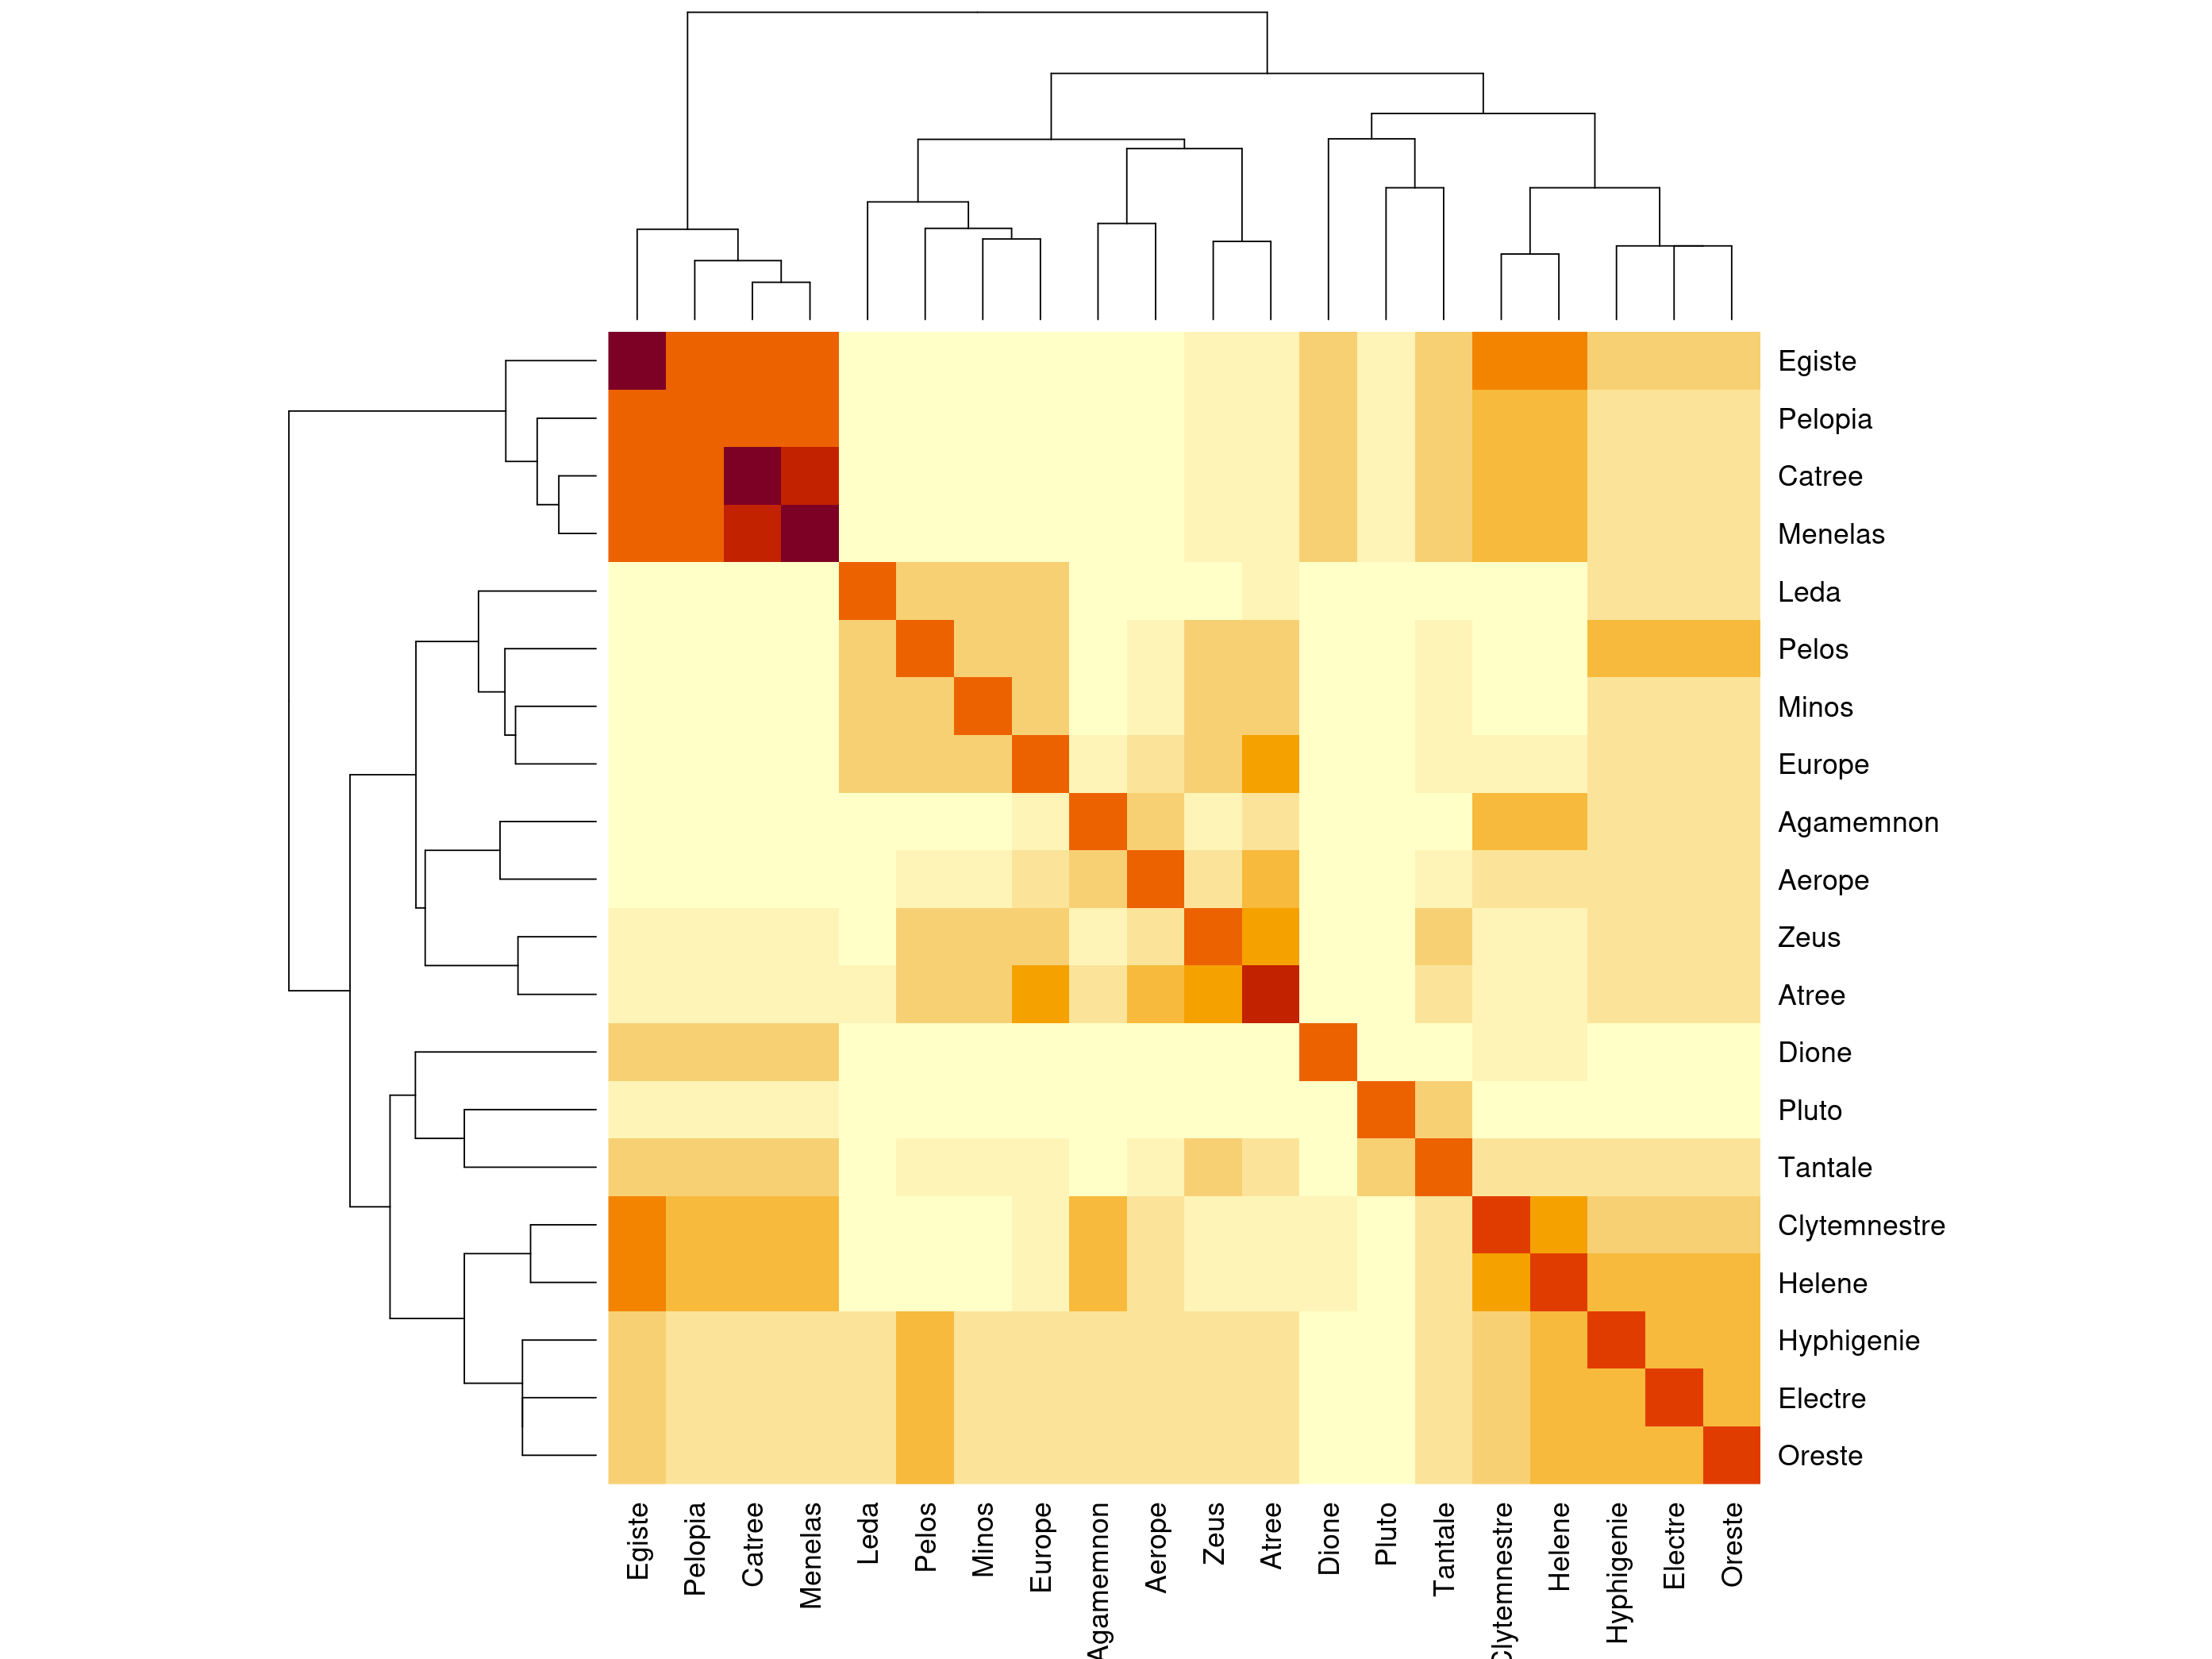 Egiste
Pelopia
Catree
Menelas
Leda
Pelos
Minos
Europe
Agamemnon
Aerope
Zeus
Atree
Dione
Pluto
Tantale
Clytemnestre
Helene
Hyphigenie
Electre
Oreste
Egiste
Pelopia
Catree
Menelas
Leda
Pelos
Minos
Europe
Agamemnon
Aerope
Zeus
Atree
Dione
Pluto
Tantale
Clytemnestre
Helene
Hyphigenie
Electre
Oreste